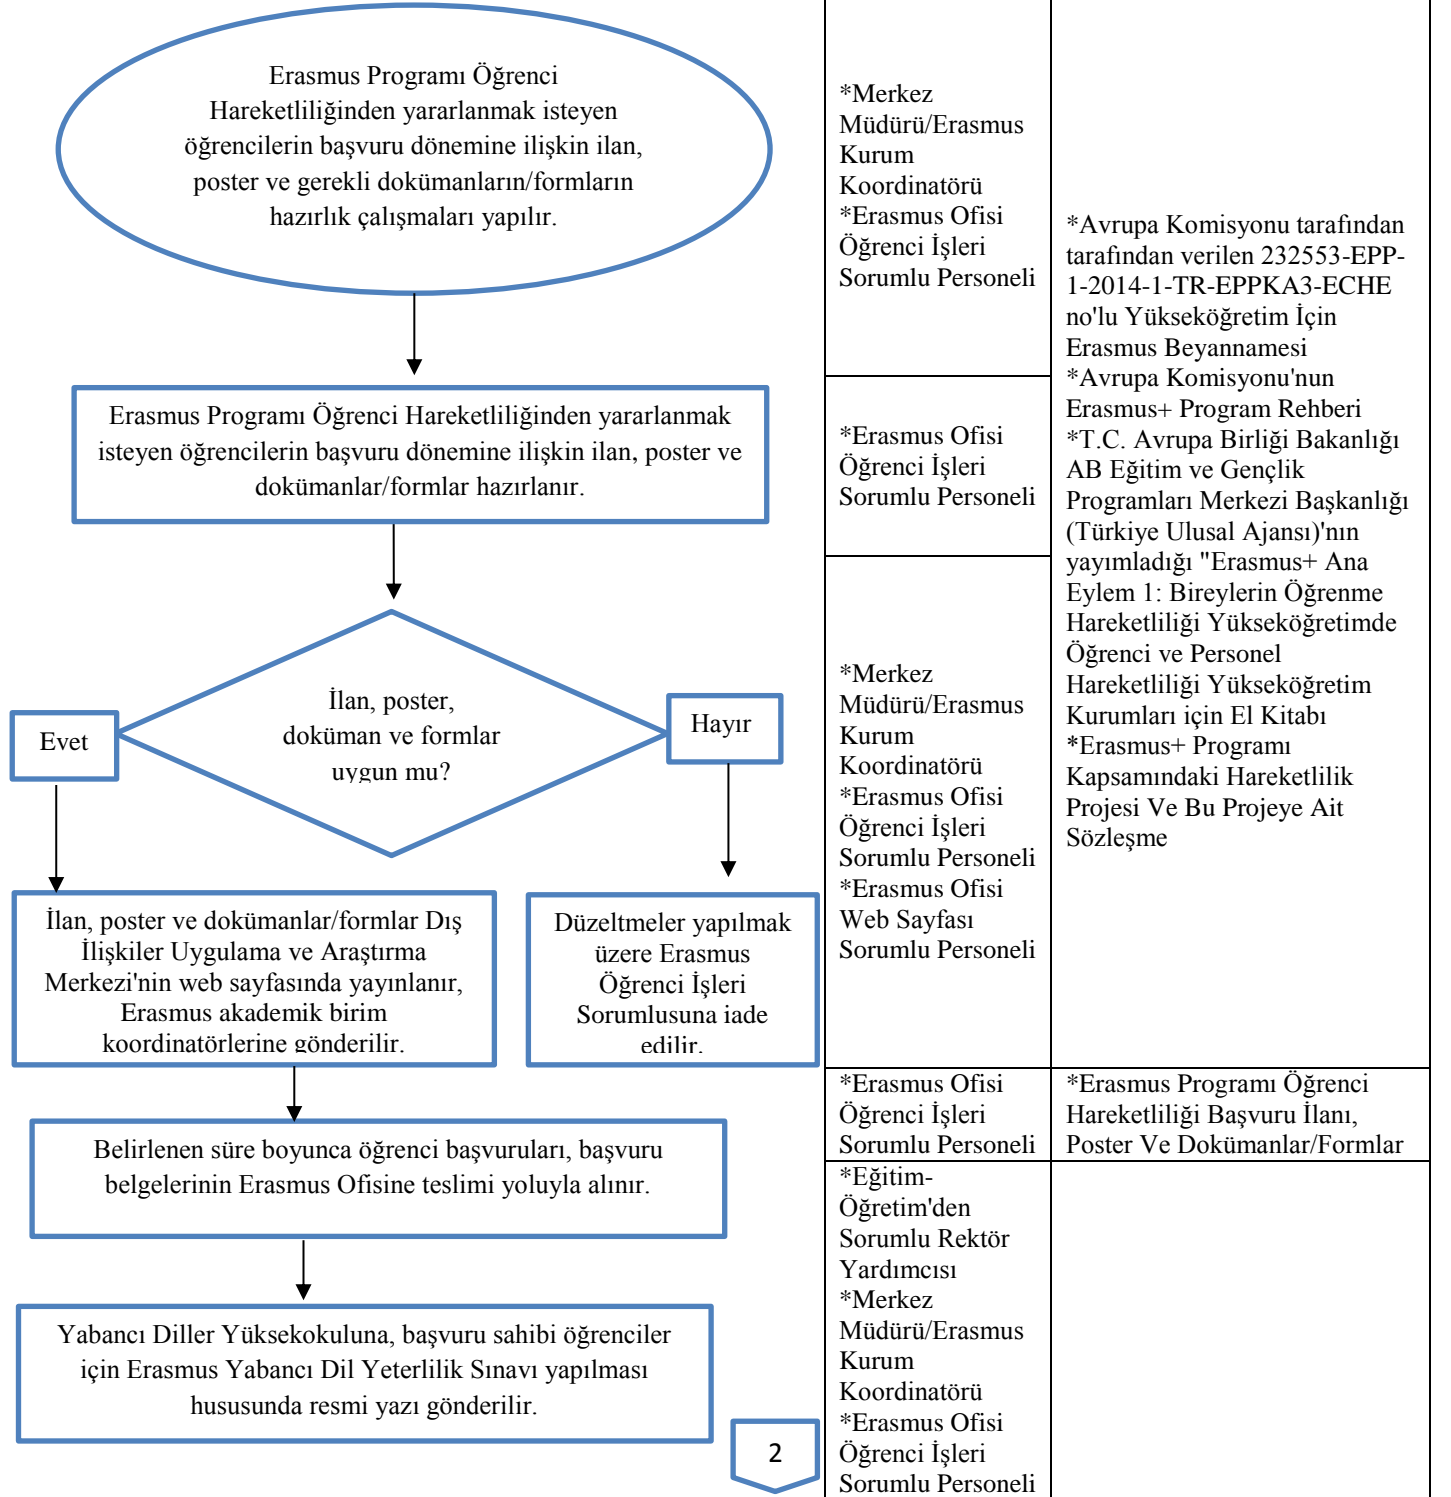 Erasmus Programı Öğrenci
Hareketliliğinden yararlanmak isteyen
öğrencilerin başvuru dönemine ilişkin ilan,
poster ve gerekli dokümanların/formların
hazırlık çalışmaları yapılır.
Erasmus Programı Öğrenci Hareketliliğinden yararlanmak
isteyen öğrencilerin başvuru dönemine ilişkin ilan, poster ve
dokümanlar/formlar hazırlanır.
İlan, poster,
doküman ve formlar
uygun mu?
Evet
Hayır
İlan, poster ve dokümanlar/formlar Dış
İlişkiler Uygulama ve Araştırma
Merkezi'nin web sayfasında yayınlanır,
Erasmus akademik birim
koordinatörlerine gönderilir.
Düzeltmeler yapılmak
üzere Erasmus
Öğrenci İşleri
Sorumlusuna iade
edilir.
Belirlenen süre boyunca öğrenci başvuruları, başvuru
belgelerinin Erasmus Ofisine teslimi yoluyla alınır.
Yabancı Diller Yüksekokuluna, başvuru sahibi öğrenciler
için Erasmus Yabancı Dil Yeterlilik Sınavı yapılması
hususunda resmi yazı gönderilir.
2
*Merkez
Müdürü/Erasmus
Kurum
Koordinatörü
*Erasmus Ofisi
Öğrenci İşleri
Sorumlu Personeli
*Erasmus Ofisi
Öğrenci İşleri
Sorumlu Personeli
*Merkez
Müdürü/Erasmus
Kurum
Koordinatörü
*Erasmus Ofisi
Öğrenci İşleri
Sorumlu Personeli
*Erasmus Ofisi
Web Sayfası
Sorumlu Personeli
*Erasmus Ofisi
Öğrenci İşleri
Sorumlu Personeli
*Eğitim-
Öğretim'den
Sorumlu Rektör
Yardımcısı
*Merkez
Müdürü/Erasmus
Kurum
Koordinatörü
*Erasmus Ofisi
Öğrenci İşleri
Sorumlu Personeli
*Avrupa Komisyonu tarafından
tarafından verilen 232553-EPP-
1-2014-1-TR-EPPKA3-ECHE
no'lu Yükseköğretim İçin
Erasmus Beyannamesi
*Avrupa Komisyonu'nun
Erasmus+ Program Rehberi
*T.C. Avrupa Birliği Bakanlığı
AB Eğitim ve Gençlik
Programları Merkezi Başkanlığı
(Türkiye Ulusal Ajansı)'nın
yayımladığı "Erasmus+ Ana
Eylem 1: Bireylerin Öğrenme
Hareketliliği Yükseköğretimde
Öğrenci ve Personel
Hareketliliği Yükseköğretim
Kurumları için El Kitabı
*Erasmus+ Programı
Kapsamındaki Hareketlilik
Projesi Ve Bu Projeye Ait
Sözleşme
*Erasmus Programı Öğrenci
Hareketliliği Başvuru İlanı,
Poster Ve Dokümanlar/Formlar